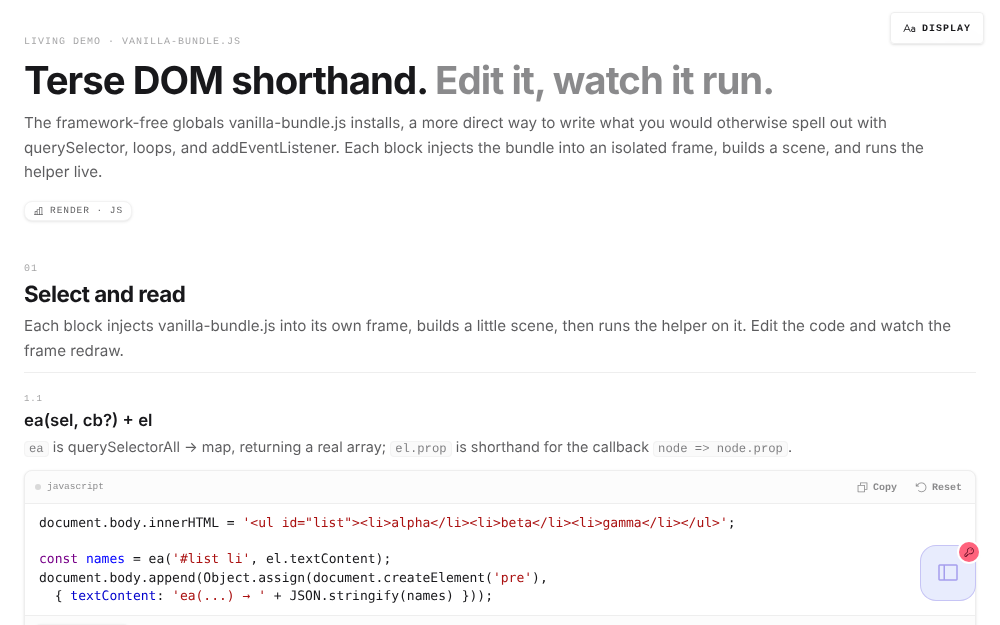 LIVING DEMO · VANILLA-BUNDLE.JS
Aa DISPLAY
Terse DOM shorthand. Edit it, watch it run.
The framework-free globals vanilla-bundle.js installs, a more direct way to write what you would otherwise spell out with
querySelector, loops, and addEventListener. Each block injects the bundle into an isolated frame, builds a scene, and runs the
helper live.
RENDER · JS
01
Select and read
Each block injects vanilla-bundle.js into its own frame, builds a little scene, then runs the helper on it. Edit the code and watch the
frame redraw.
1.1
ea(sel, cb?) + el
ea is querySelectorAll → map, returning a real array; el.prop is shorthand for the callback node => node.prop.
javascript
Copy
Reset
document.body.innerHTML = '<ul id="list"><li>alpha</li><li>beta</li><li>gamma</li></ul>';
const names = ea('#list li', el.textContent);
document.body.append(Object.assign(document.createElement('pre'),
  { textContent: 'ea(...) → ' + JSON.stringify(names) }));